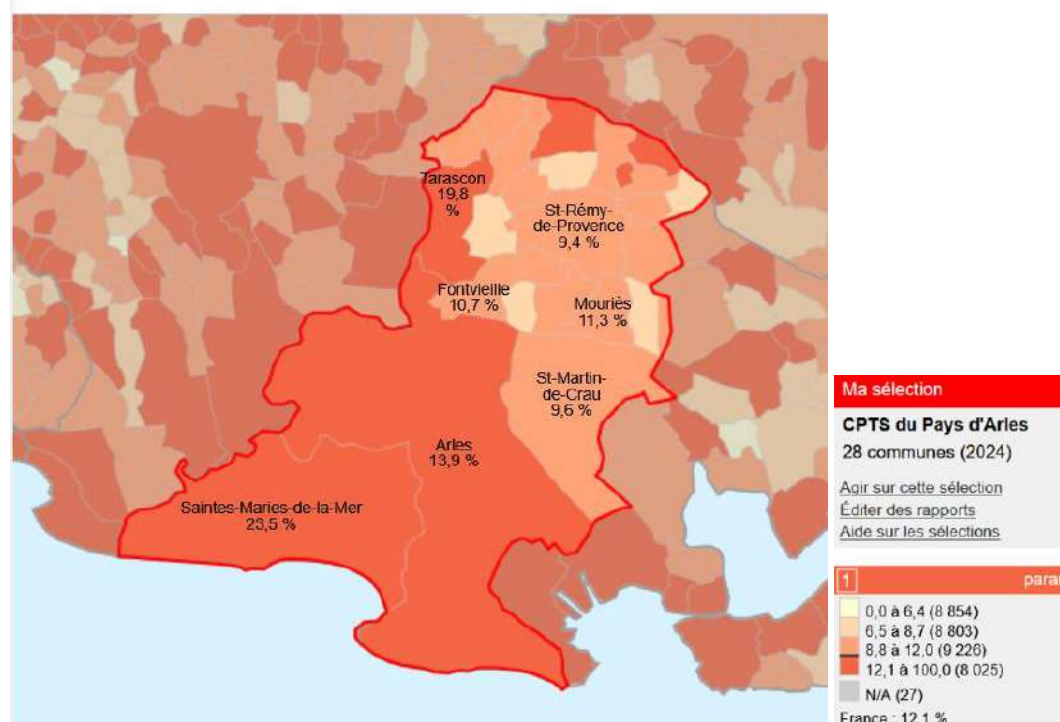 Tarascon
19,8
%
St-Rémy-
de-Provence
9,4 %
Fontvieille
10,7 %
Mouriès
11,3 %
St-Martin-
de-Crau
9,6 %
Arles
13,9 %
Saintes-Maries-de-la-Mer
23,5 %
Ma sélection
CPTS du Pays d'Arles
28 communes (2024)
Agir sur cette sélection
Éditer des rapports
Aide sur les sélections
1
0,0 à 6,4 (8 854)
6,5 à 8,7 (8 803)
8,8 à 12,0 (9 226)
12,1 à 100,0 (8 025)
N/A (27)
France : 12,1 %